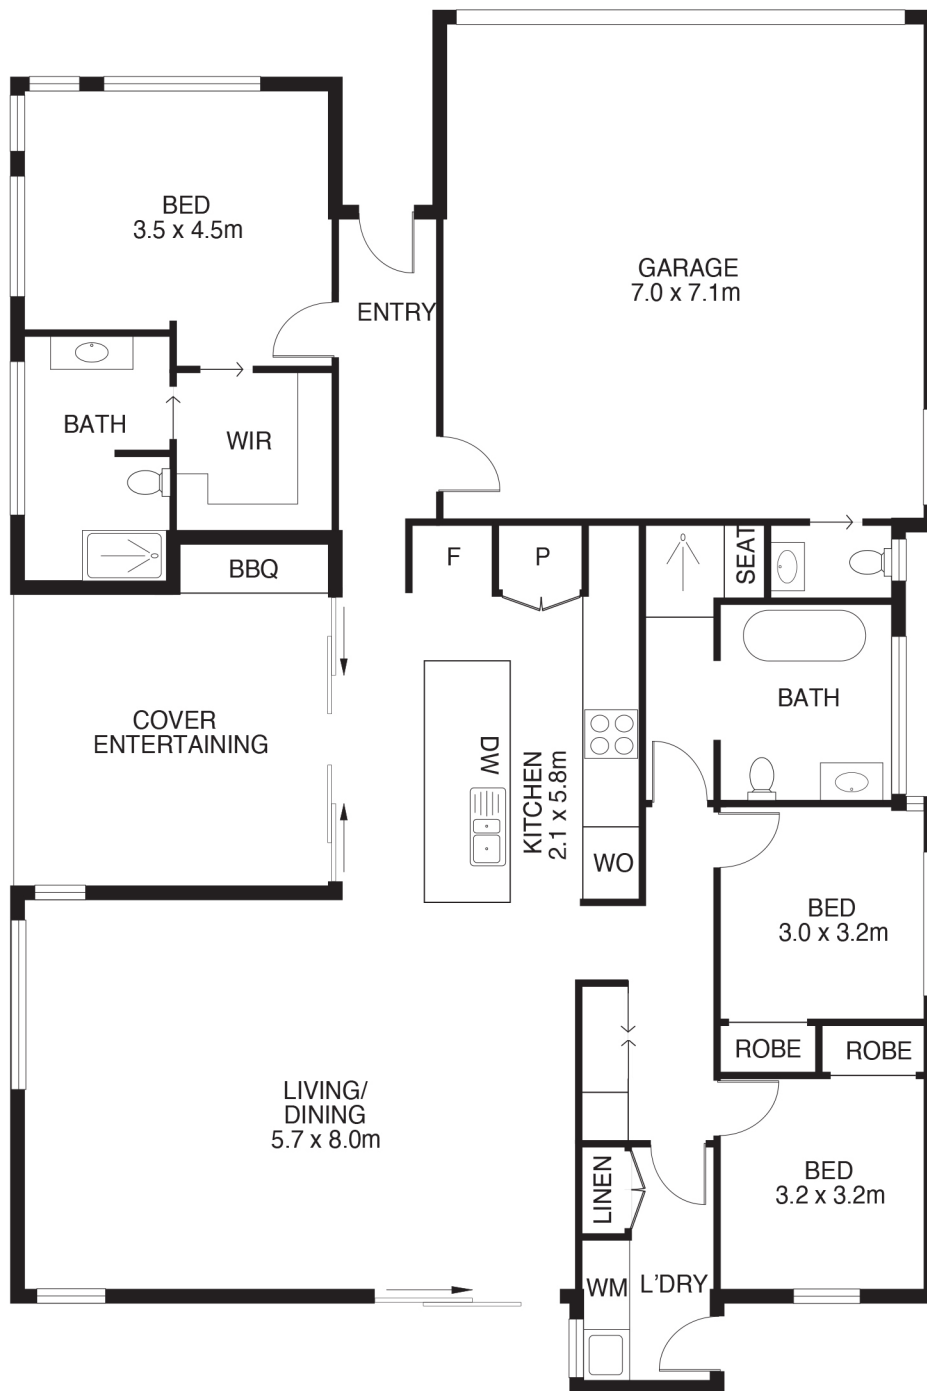 BED
3.5 x 4.5m
GARAGE
7.0 x 7.1m
ENTRY
BATH
WIR
BBQ
F
P
SEAT
COVER
ENTERTAINING
DW
KITCHEN
2.1 x 5.8m
WO
BATH
BED
3.0 x 3.2m
ROBE
ROBE
LIVING/
DINING
5.7 x 8.0m
LINEN
BED
3.2 x 3.2m
WM
L'DRY